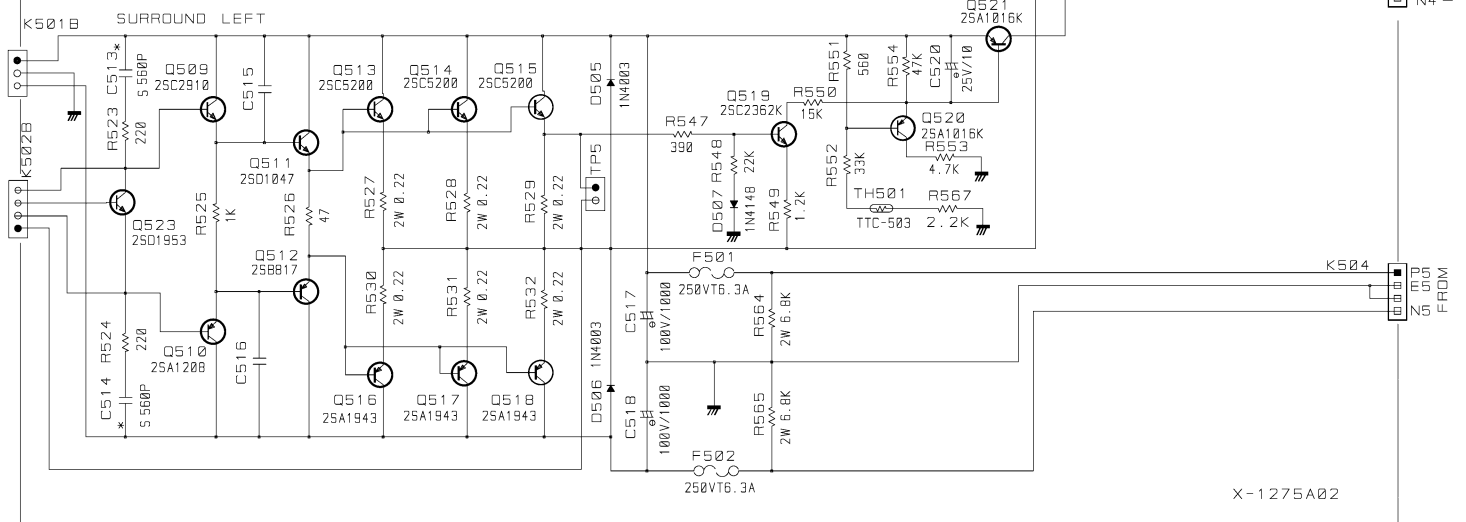 K501B
SURROUND LEFT
Q521
2SA1016K
N4
C513*
S 560P
Q509
2SC2910
C515
Q513
2SC5200
Q514
2SC5200
Q515
2SC5200
D505
1N4003
R551
560
R554
47K
C520
25V/10
R523
220
K502B
Q511
2SD1047
R547
390
Q519
2SC2362K
R550
15K
Q520
2SA1016K
R553
4.7K
TP5
R548
22K
D507
1N4148
R549
1.2K
R552
33K
TH501
TTC-503
R567
2.2K
Q523
2SD1953
R525
1K
R526
47
R527
2W 0.22
R528
2W 0.22
R529
2W 0.22
Q512
2SB817
R530
2W 0.22
R531
2W 0.22
R532
2W 0.22
F501
250VT6.3A
K504
P5
E5
N5
FROM
C517
100V/1000
R564
2W 6.8K
R524
220
Q510
2SA1208
C516
C514
S 560P
*
Q516
2SA1943
Q517
2SA1943
Q518
2SA1943
D506
1N4003
C518
100V/1000
R565
2W 6.8K
F502
250VT6.3A
X-1275A02